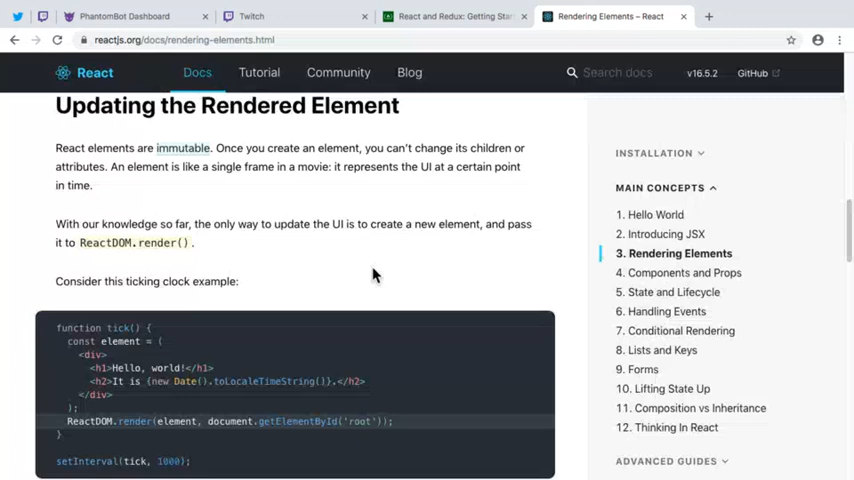 PhantomBot Dashboard
Twitch
React and Redux: Getting Star
Rendering Elements – React
reactjs.org/docs/rendering-elements.html
React
Docs
Tutorial
Community
Blog
Search docs
v16.5.2
GitHub
Updating the Rendered Element
React elements are immutable. Once you create an element, you can't change its children or
attributes. An element is like a single frame in a movie: it represents the UI at a certain point
in time.
With our knowledge so far, the only way to update the UI is to create a new element, and pass
it to ReactDOM.render().
Consider this ticking clock example:
function tick() {
const element = (
<div>
<h1>Hello, world!</h1>
<h2>It is {new Date().toLocaleTimeString()}.</h2>
</div>
);
ReactDOM.render(element, document.getElementById('root'));
}
setInterval(tick, 1000);
INSTALLATION
MAIN CONCEPTS
1. Hello World
2. Introducing JSX
3. Rendering Elements
4. Components and Props
5. State and Lifecycle
6. Handling Events
7. Conditional Rendering
8. Lists and Keys
9. Forms
10. Lifting State Up
11. Composition vs Inheritance
12. Thinking In React
ADVANCED GUIDES